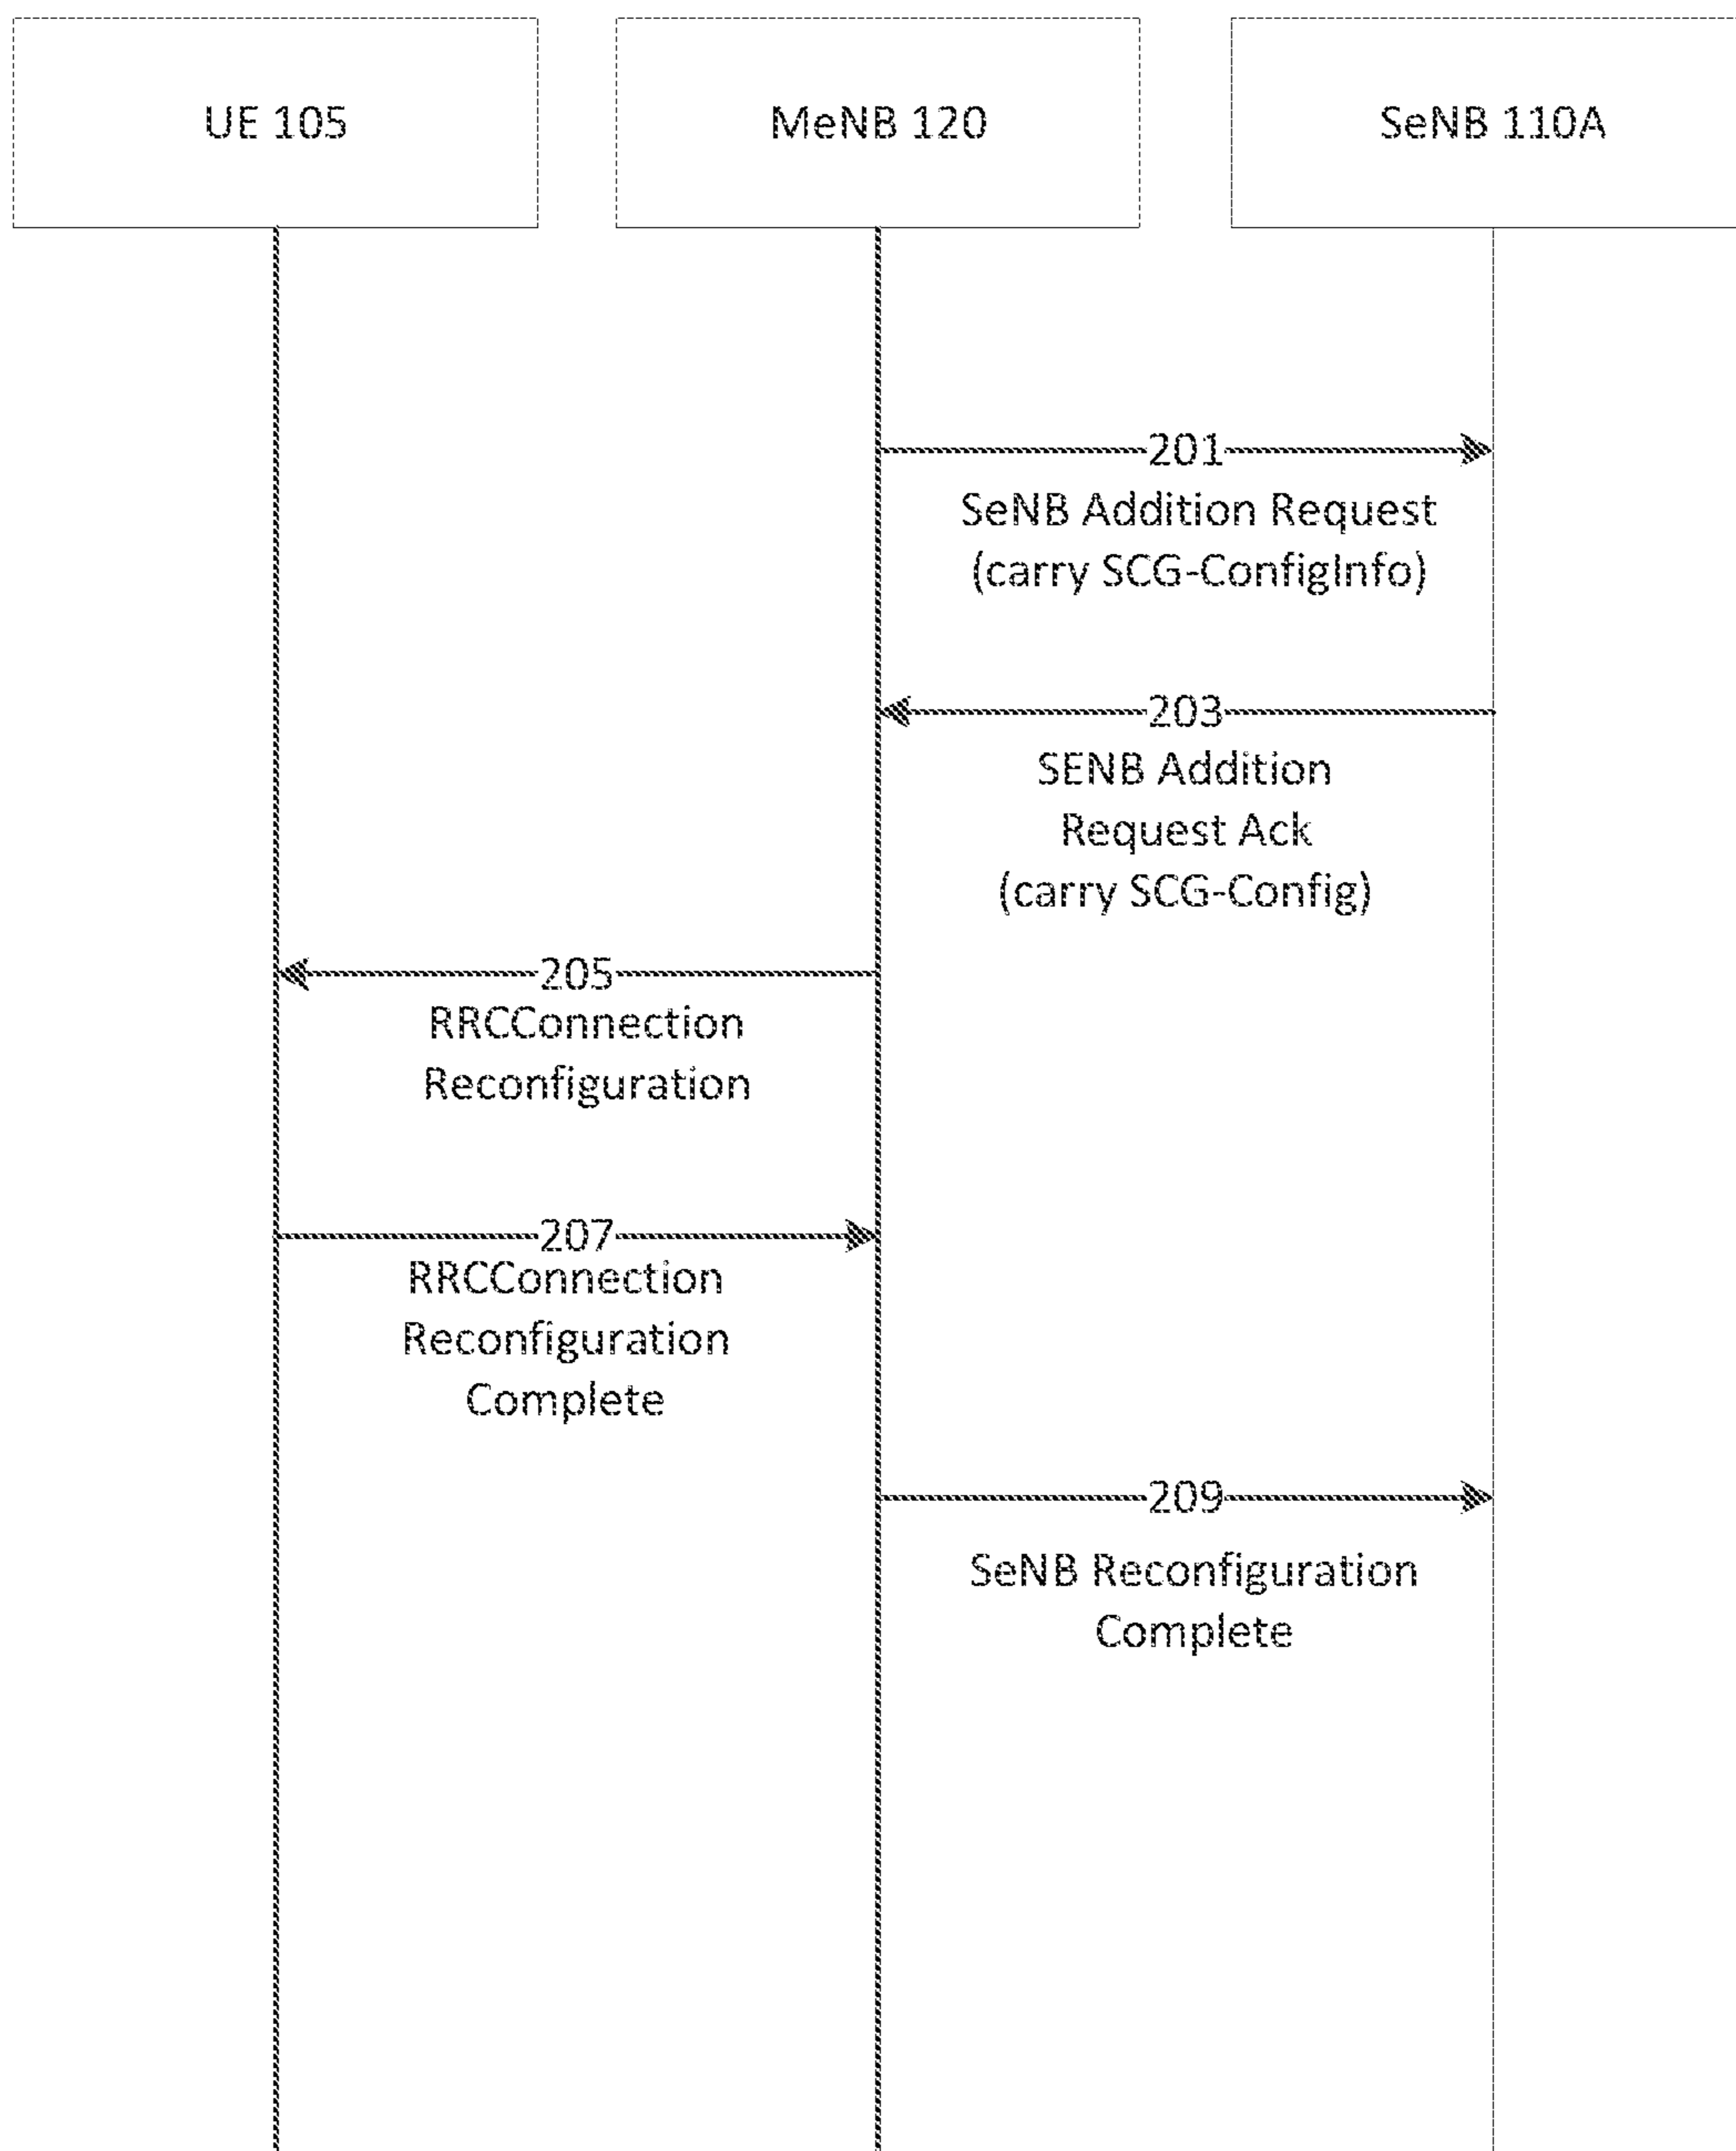 UE 105
MeNB 120
SeNB 110A
201
SeNB Addition Request
(carry SCG-ConfigInfo)
203
SENB Addition
Request Ack
(carry SCG-Config)
205
RRCConnection
Reconfiguration
207
RRCConnection
Reconfiguration
Complete
209
SeNB Reconfiguration
Complete